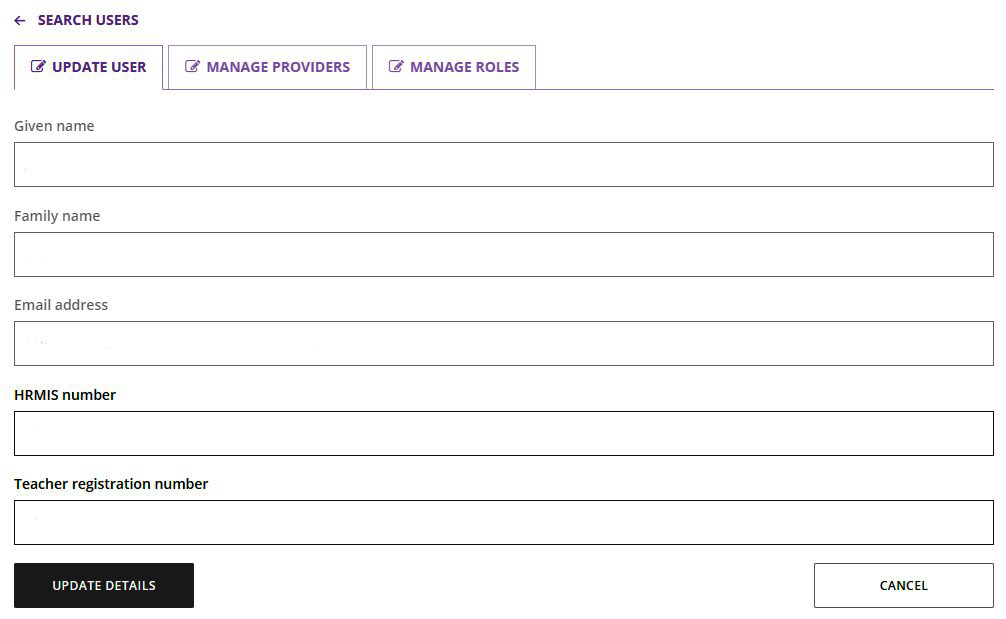 SEARCH USERS
UPDATE USER MANAGE PROVIDERS MANAGE ROLES
Given name
Family name
Email address
HRMIS number
Teacher registration number
UPDATE DETAILS CANCEL